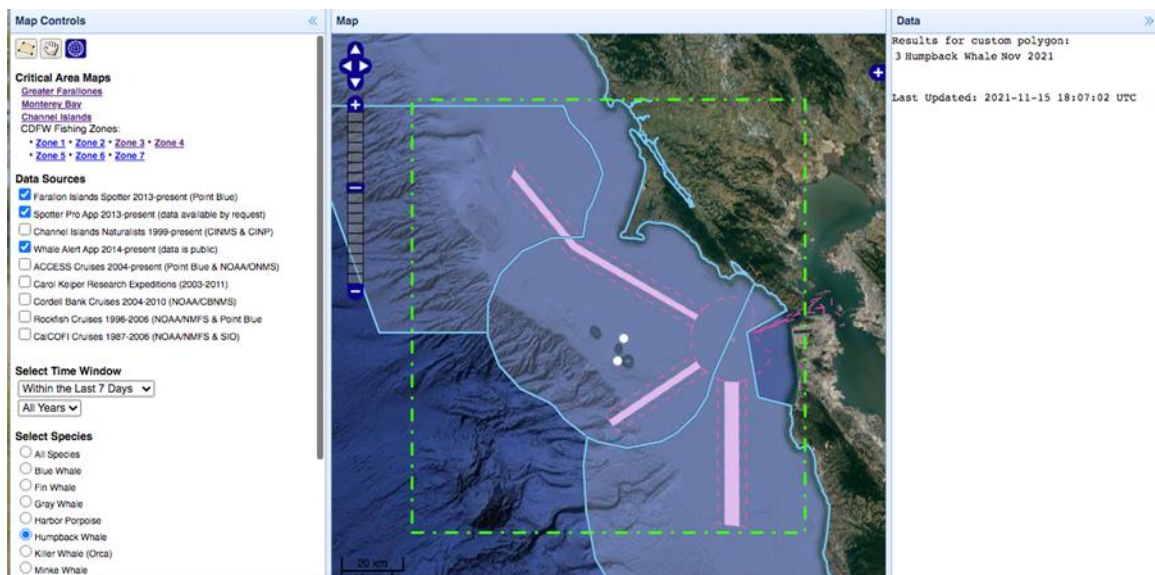 Map Controls
Critical Area Maps
Greater Farallones
Monterey Bay
Channel Islands
CDFW Fishing Zones:
• Zone 1 • Zone 2 • Zone 3 • Zone 4
• Zone 5 • Zone 6 • Zone 7
Data Sources
Farallon Islands Spotter 2013-present (Point Blue)
Spotter Pro App 2013-present (data available by request)
Channel Islands Naturalists 1999-present (CINMS & CINP)
Whale Alert App 2014-present (data is public)
ACCESS Cruises 2004-present (Point Blue & NOAA/ONMS)
Carol Keiper Research Expeditions (2003-2011)
Cordell Bank Cruises 2004-2010 (NOAA/CBNMS)
Rockfish Cruises 1996-2006 (NOAA/NMFS & Point Blue
CalCOFI Cruises 1987-2006 (NOAA/NMFS & SIO)
Select Time Window
Within the Last 7 Days
All Years
Select Species
All Species
Blue Whale
Fin Whale
Gray Whale
Harbor Porpoise
Humpback Whale
Killer Whale (Orca)
Minke Whale
Map
20 km
Data
Results for custom polygon:
3 Humpback Whale Nov 2021
Last Updated: 2021-11-15 18:07:02 UTC